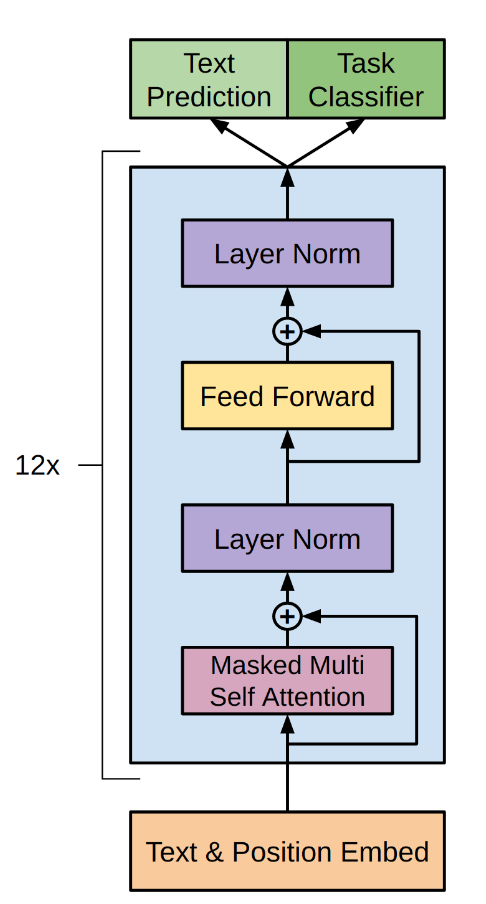 Text
Prediction
Task
Classifier
Layer Norm
+
Feed Forward
12x
Layer Norm
+
Masked Multi
Self Attention
Text & Position Embed